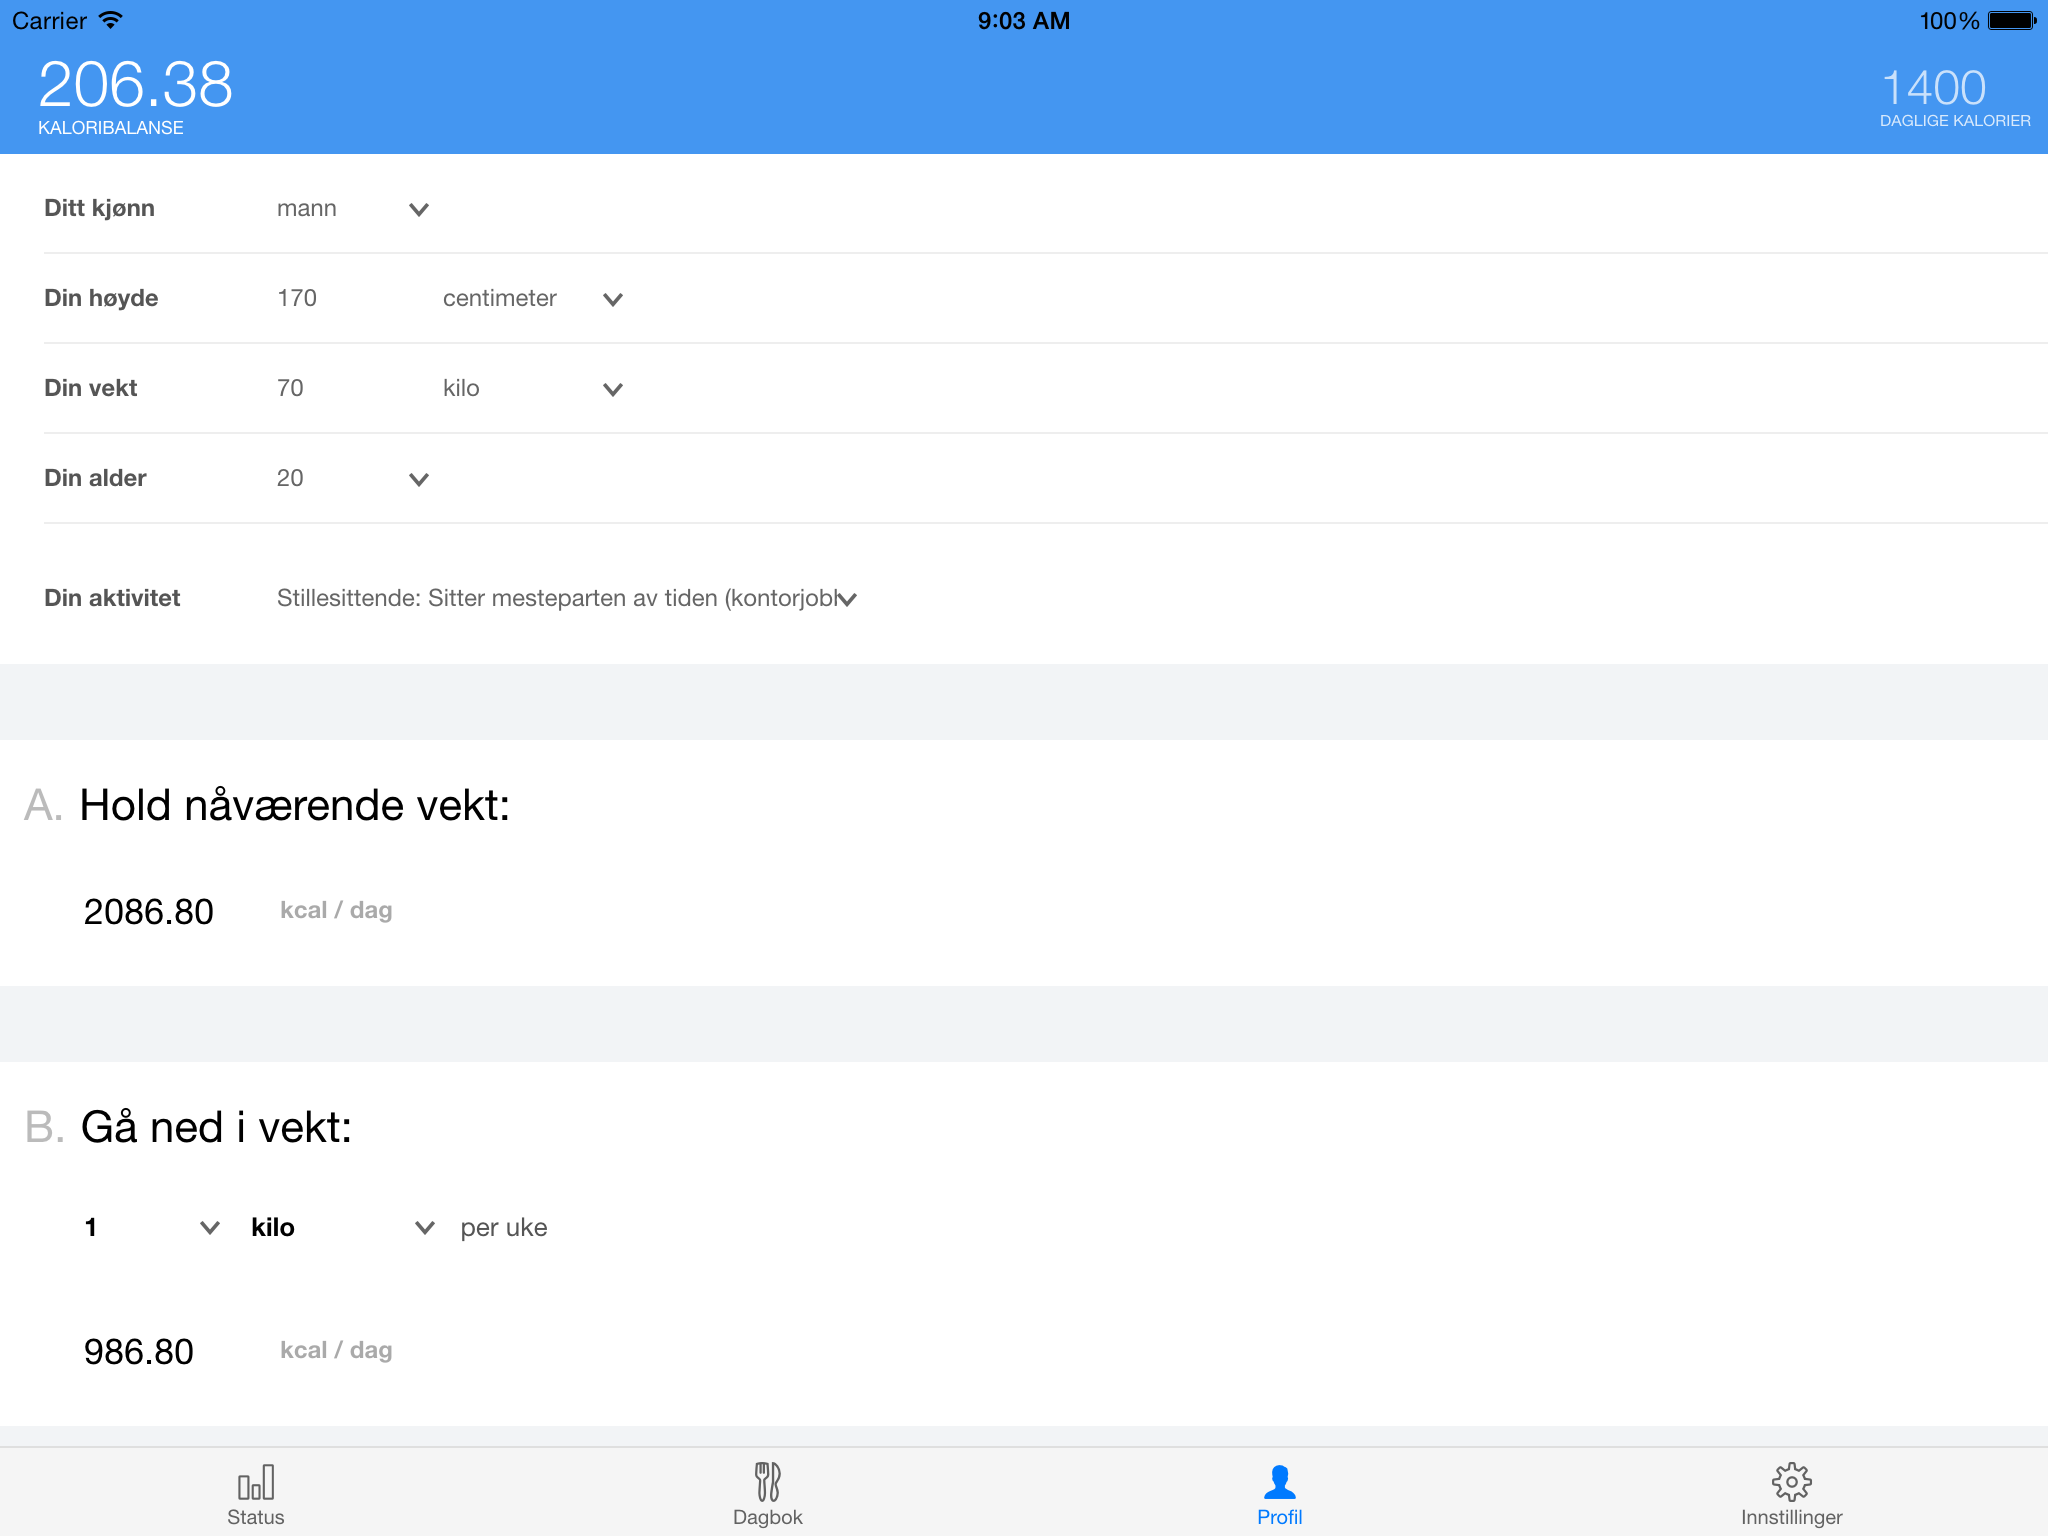 Carrier 9:03 AM 100%
206.38 1400
KALORIBALANSE DAGLIGE KALORIER
Ditt kjønn mann
Din høyde 170 centimeter
Din vekt 70 kilo
Din alder 20
Din aktivitet Stillesittende: Sitter mesteparten av tiden (kontorjobl
A. Hold nåværende vekt:
2086.80 kcal / dag
B. Gå ned i vekt:
1 kilo per uke
986.80 kcal / dag
Status Dagbok Profil Innstillinger